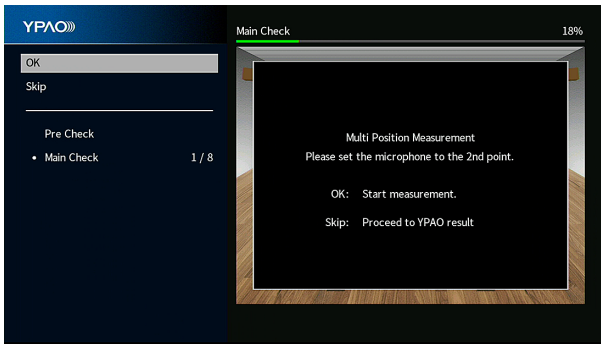 YPAO
OK
Skip
Pre Check
• Main Check 1 / 8
Main Check 18%
Multi Position Measurement
Please set the microphone to the 2nd point.
OK: Start measurement.
Skip: Proceed to YPAO result